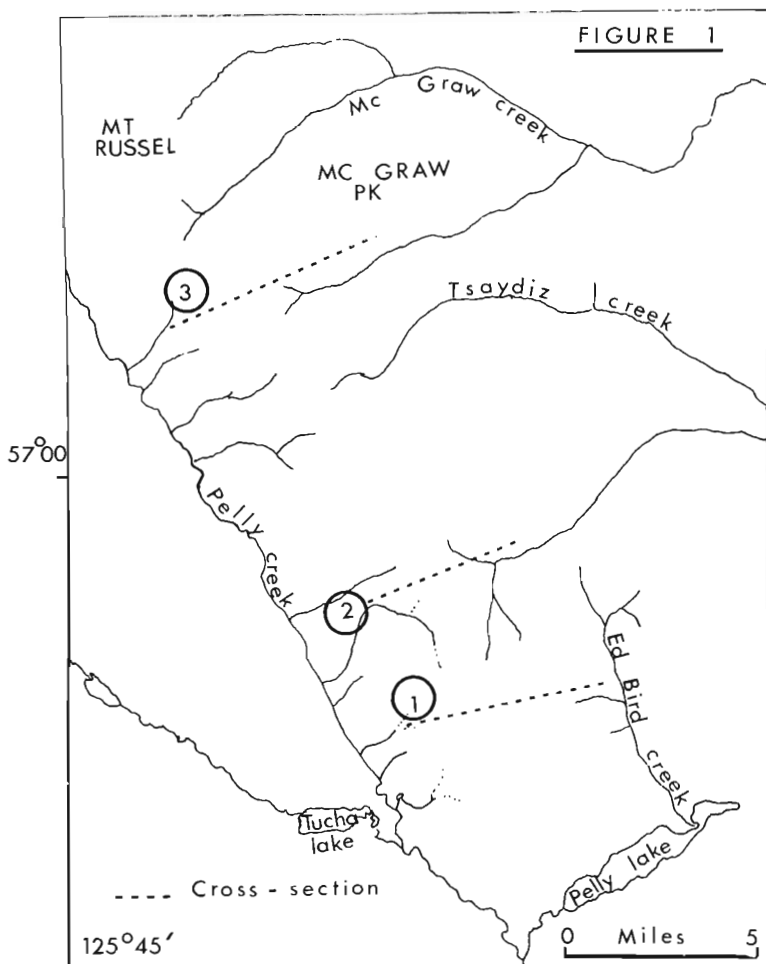 FIGURE 1
Mc Graw creek
MT
RUSSEL
MC GRAW
PK
3
Tsaydiz creek
57°00
Pelly creek
2
1
Ed Bird creek
Tucha
lake
Pelly lake
---- Cross - section
125°45′
0 Miles 5